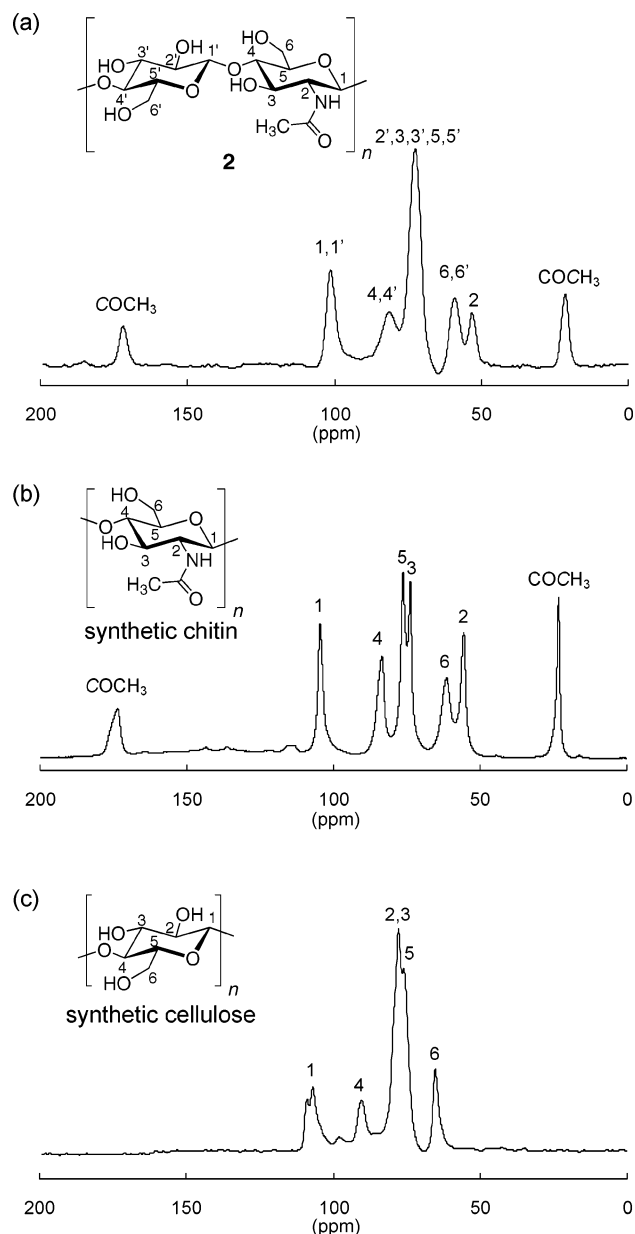 (a)
HO
6
3'
OH
1'
4
HO
2'
O
5
O
1
O
5'
HO
3
2
NH
4'
O
6'
HO
H3C
O
2
n
2',3,3',5,5'
1,1'
6,6'
COCH3
4,4'
2
COCH3
200 150 100 50 0
(ppm)
(b)
HO
6
4
O
O
5
1
HO
3
2
NH
H3C
O
n
synthetic chitin
5
3
COCH3
1
2
4
6
COCH3
200 150 100 50 0
(ppm)
(c)
3
OH
1
HO
2
O
5
4
O
HO
6
n
synthetic cellulose
2,3
5
1
6
4
200 150 100 50 0
(ppm)